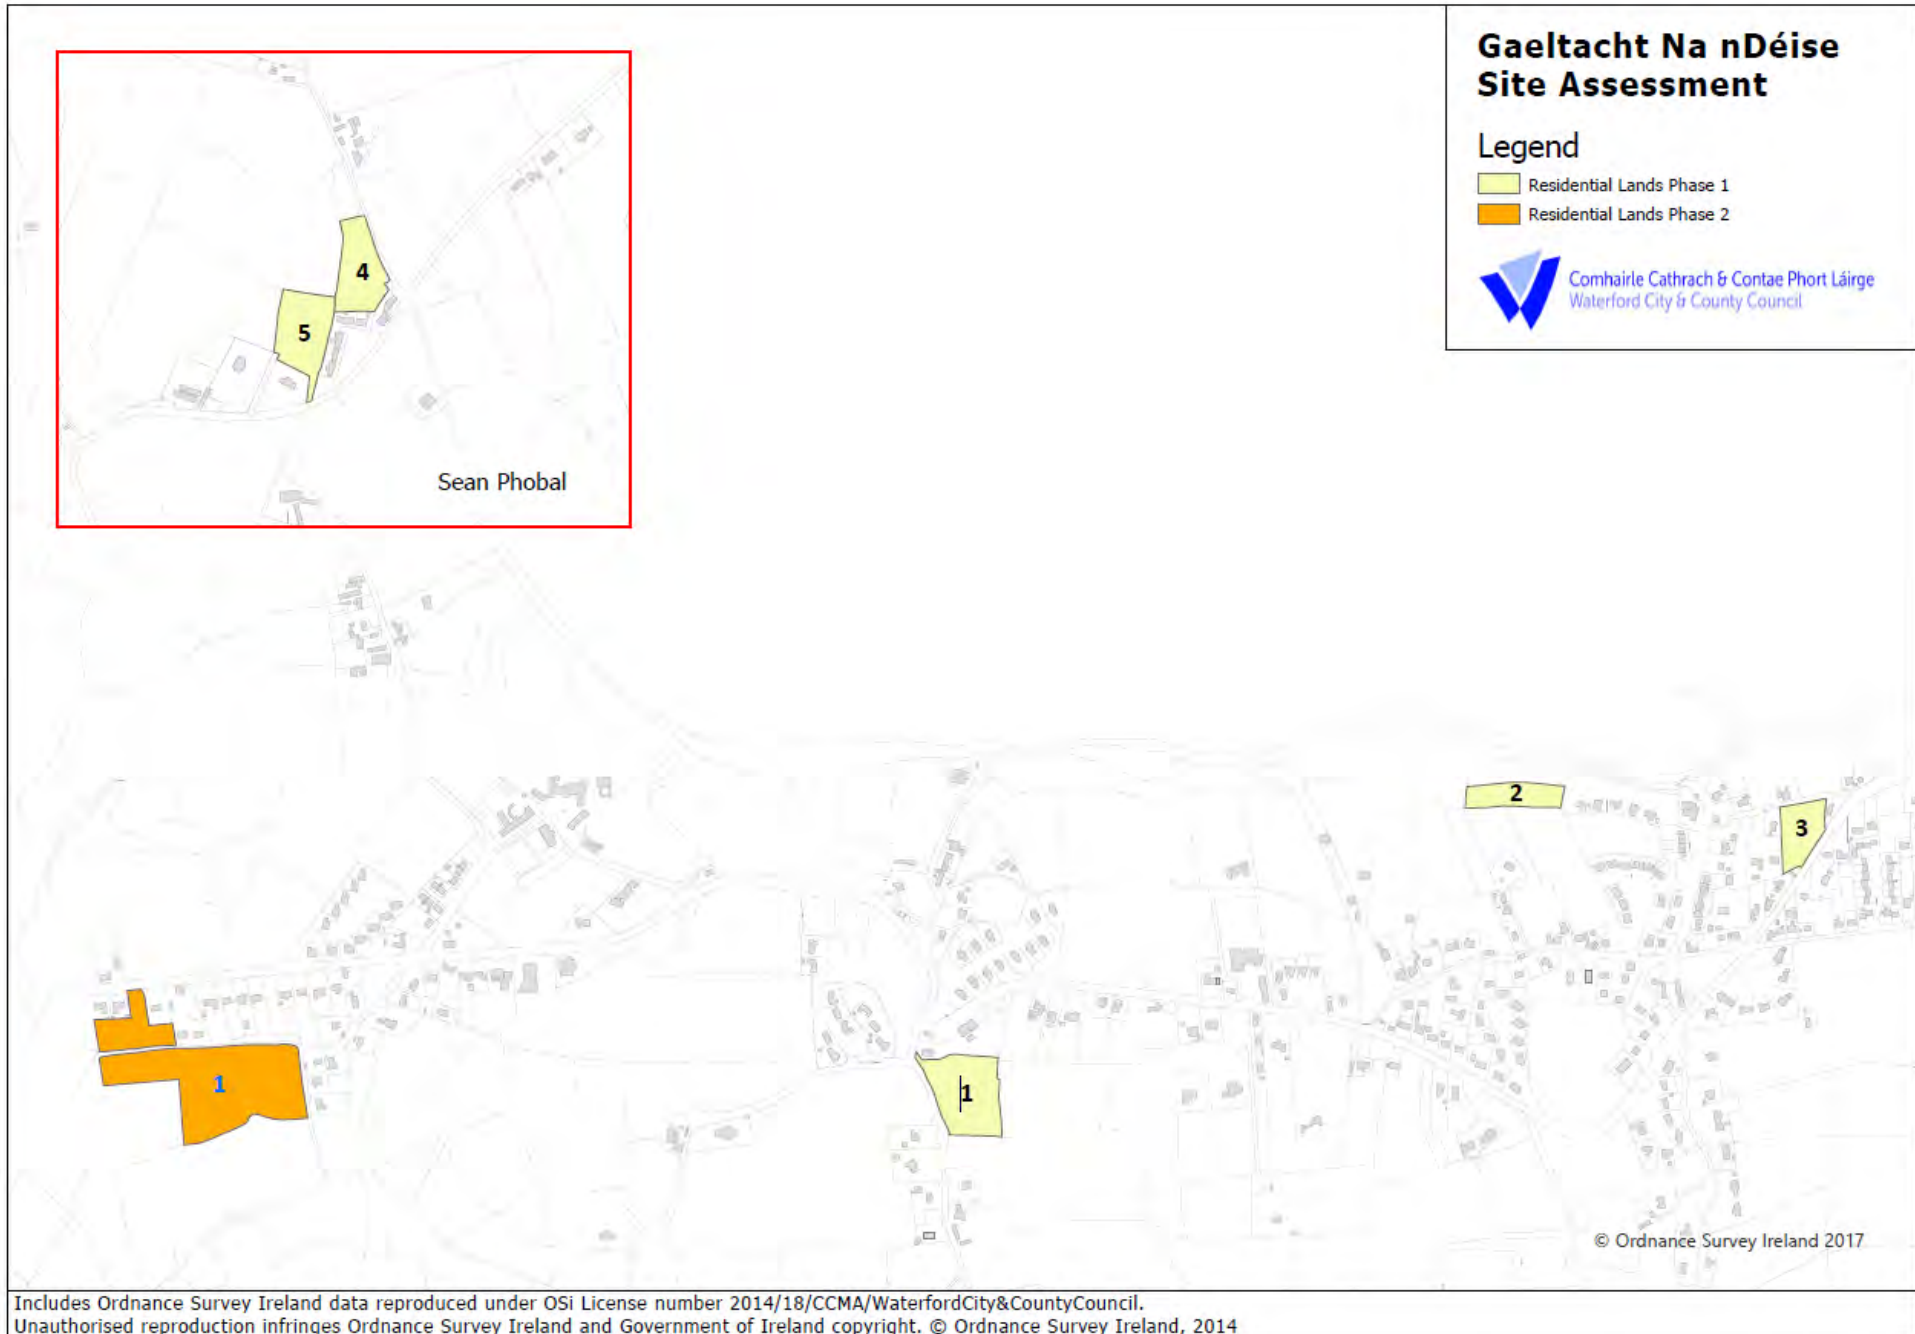 Gaeltacht Na nDéise
Site Assessment
Legend
Residential Lands Phase 1
Residential Lands Phase 2
Comhairle Cathrach & Contae Phort Láirge
Waterford City & County Council
4
5
Sean Phobal
2
3
1
1
© Ordnance Survey Ireland 2017
Includes Ordnance Survey Ireland data reproduced under OSi License number 2014/18/CCMA/WaterfordCity&CountyCouncil.
Unauthorised reproduction infringes Ordnance Survey Ireland and Government of Ireland copyright. © Ordnance Survey Ireland, 2014